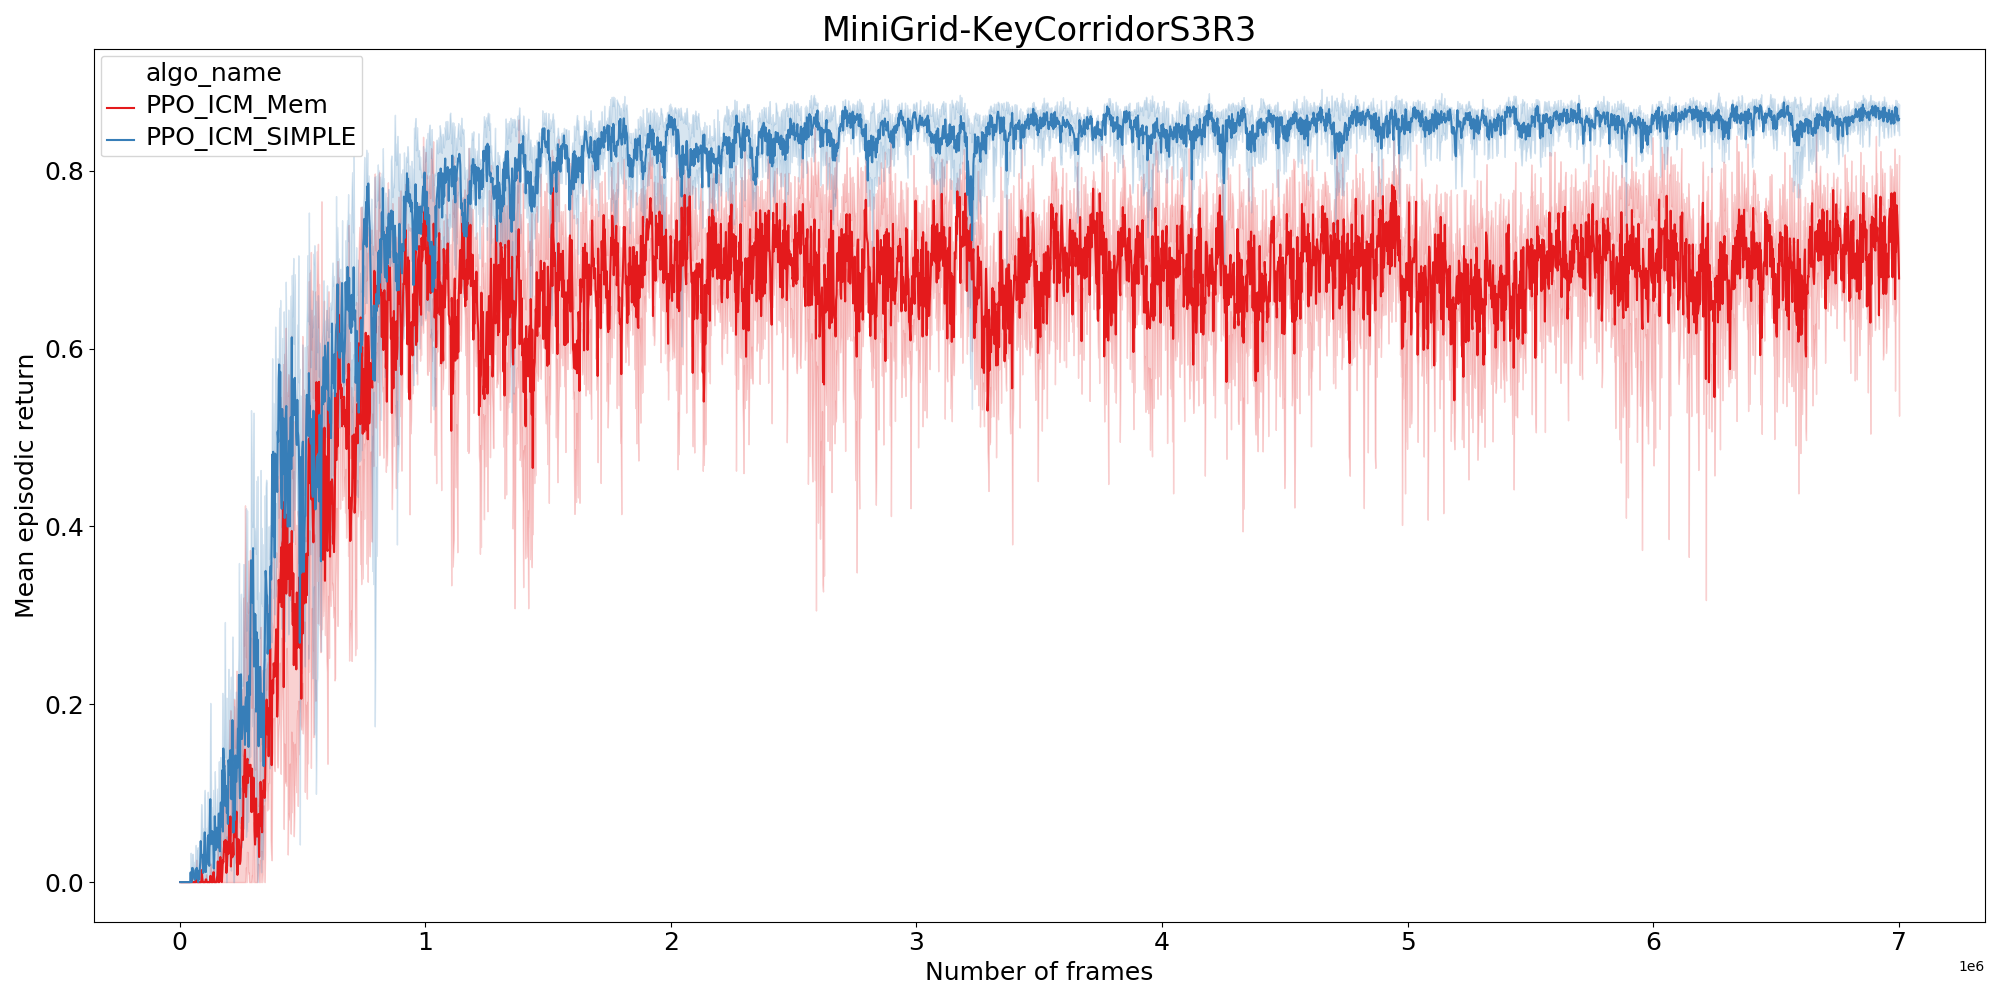 MiniGrid-KeyCorridorS3R3
algo_name
PPO_ICM_Mem
PPO_ICM_SIMPLE
Mean episodic return
0.8
0.6
0.4
0.2
0.0
0 1 2 3 4 5 6 7
Number of frames
1e6